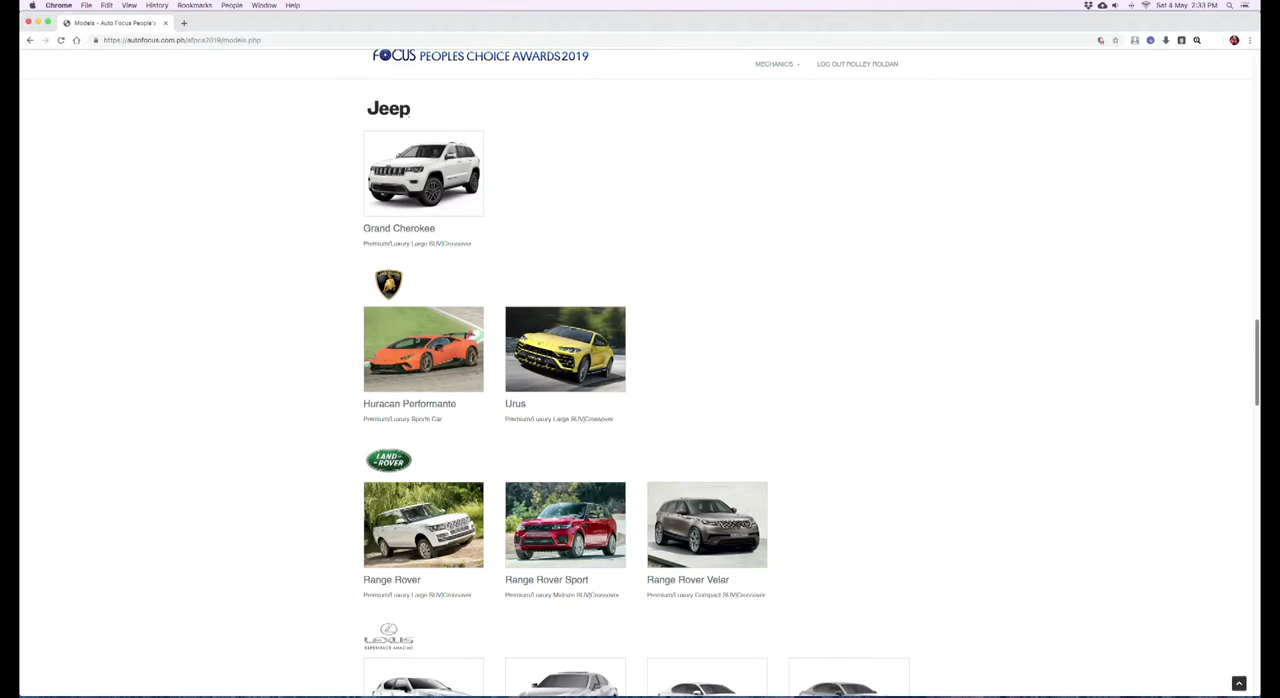 Chrome File Edit View History Bookmarks People Window Help
Sat 4 May 2:33 PM
Models - Auto Focus People's
https://autofocus.com.ph/afpca2019/models.php
FOCUS PEOPLES CHOICE AWARDS 2019
MECHANICS
LOG OUT ROLLEY ROLDAN
Jeep
Grand Cherokee
Premium/Luxury Large SUV|Crossover
Huracan Performante
Urus
Premium/Luxury Sports Car
Premium/Luxury Large SUV|Crossover
LAND-
-ROVER
Range Rover
Range Rover Sport
Range Rover Velar
Premium/Luxury Large SUV|Crossover
Premium/Luxury Midsize SUV|Crossover
Premium/Luxury Compact SUV|Crossover
LEXUS
EXPERIENCE AMAZING